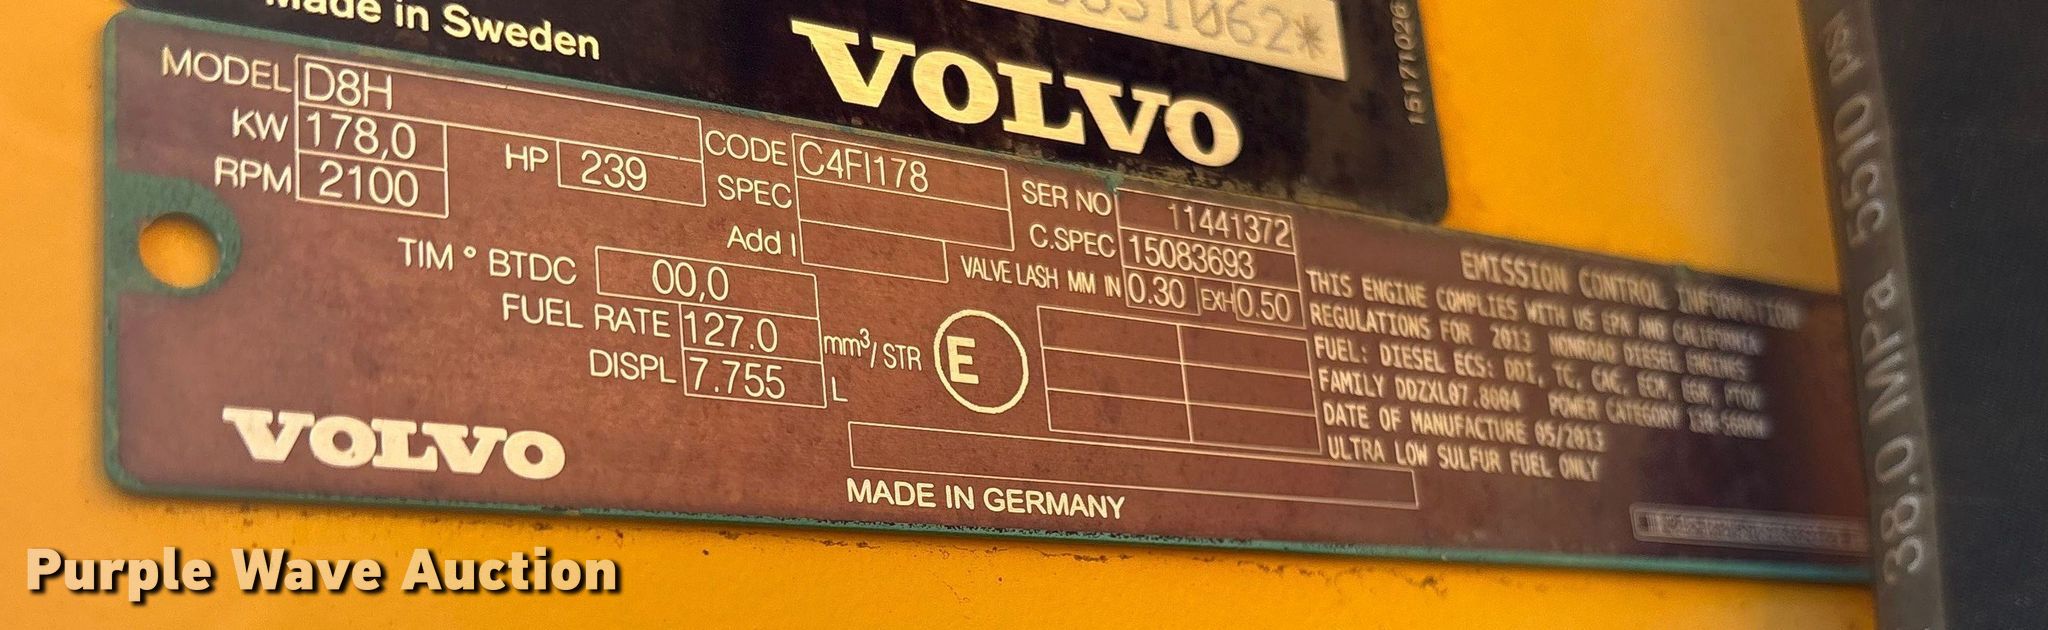 Made in Sweden
31062*
VOLVO
15171026
MODEL D8H
KW 178,0 HP 239
RPM 2100
CODE C4FI178
SPEC
Add I
SER NO 11441372
C.SPEC 15083693
VALVE LASH MM IN 0.30 EXH 0.50
TIM ° BTDC 00,0
FUEL RATE 127.0 mm³/STR
DISPL 7.755 L
E
VOLVO
MADE IN GERMANY
EMISSION CONTROL INFORMATION
THIS ENGINE COMPLIES WITH US EPA AND CALIFORNIA
REGULATIONS FOR 2013 NONROAD DIESEL ENGINES
FUEL: DIESEL ECS: DDI, TC, CAC, ECM, EGR, PTOX
FAMILY DDZXL07.8004 POWER CATEGORY 130-560KW
DATE OF MANUFACTURE 05/2013
ULTRA LOW SULFUR FUEL ONLY
38.0 MPa 5510 psi
Purple Wave Auction